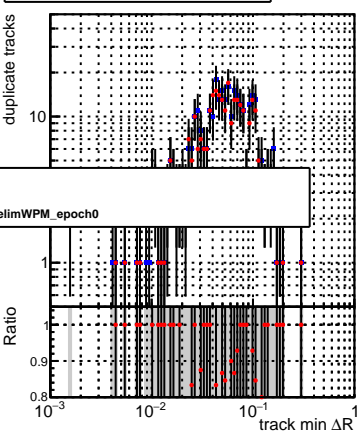 duplicate tracks
10
elimWPM_epoch0
1
Ratio
1
0.9
0.8
10−3
10−2
10−1
1
track min ΔR